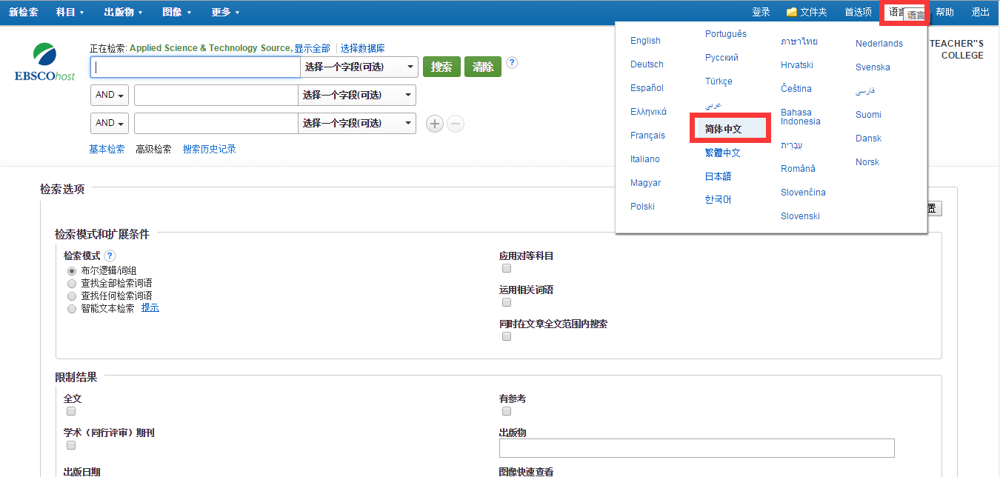 新检索 科目 出版物 图像 更多 登录 文件夹 首选项 语言 语言 帮助 退出
English
Deutsch
Español
Ελληνικά
Français
Italiano
Magyar
Polski
Português
Русский
Türkçe
عربي
简体中文
繁體中文
日本語
한국어
ภาษาไทย
Hrvatski
Čeština
Bahasa
Indonesia
עִבְרִית
Română
Slovenčina
Slovenski
Nederlands
Svenska
فارسی
Suomi
Dansk
Norsk
TEACHER"S
COLLEGE
EBSCOhost
正在检索: Applied Science & Technology Source, 显示全部 选择数据库
选择一个字段(可选) 搜索 清除 ?
AND 选择一个字段(可选)
AND 选择一个字段(可选)
基本检索 高级检索 搜索历史记录
检索选项
置
检索模式和扩展条件
检索模式 ?
布尔逻辑/词组
查找全部检索词语
查找任何检索词语
智能文本检索 提示
应用对等科目
运用相关词语
同时在文章全文范围内搜索
限制结果
全文 有参考
学术（同行评审）期刊 出版物
出版日期 图像快速查看